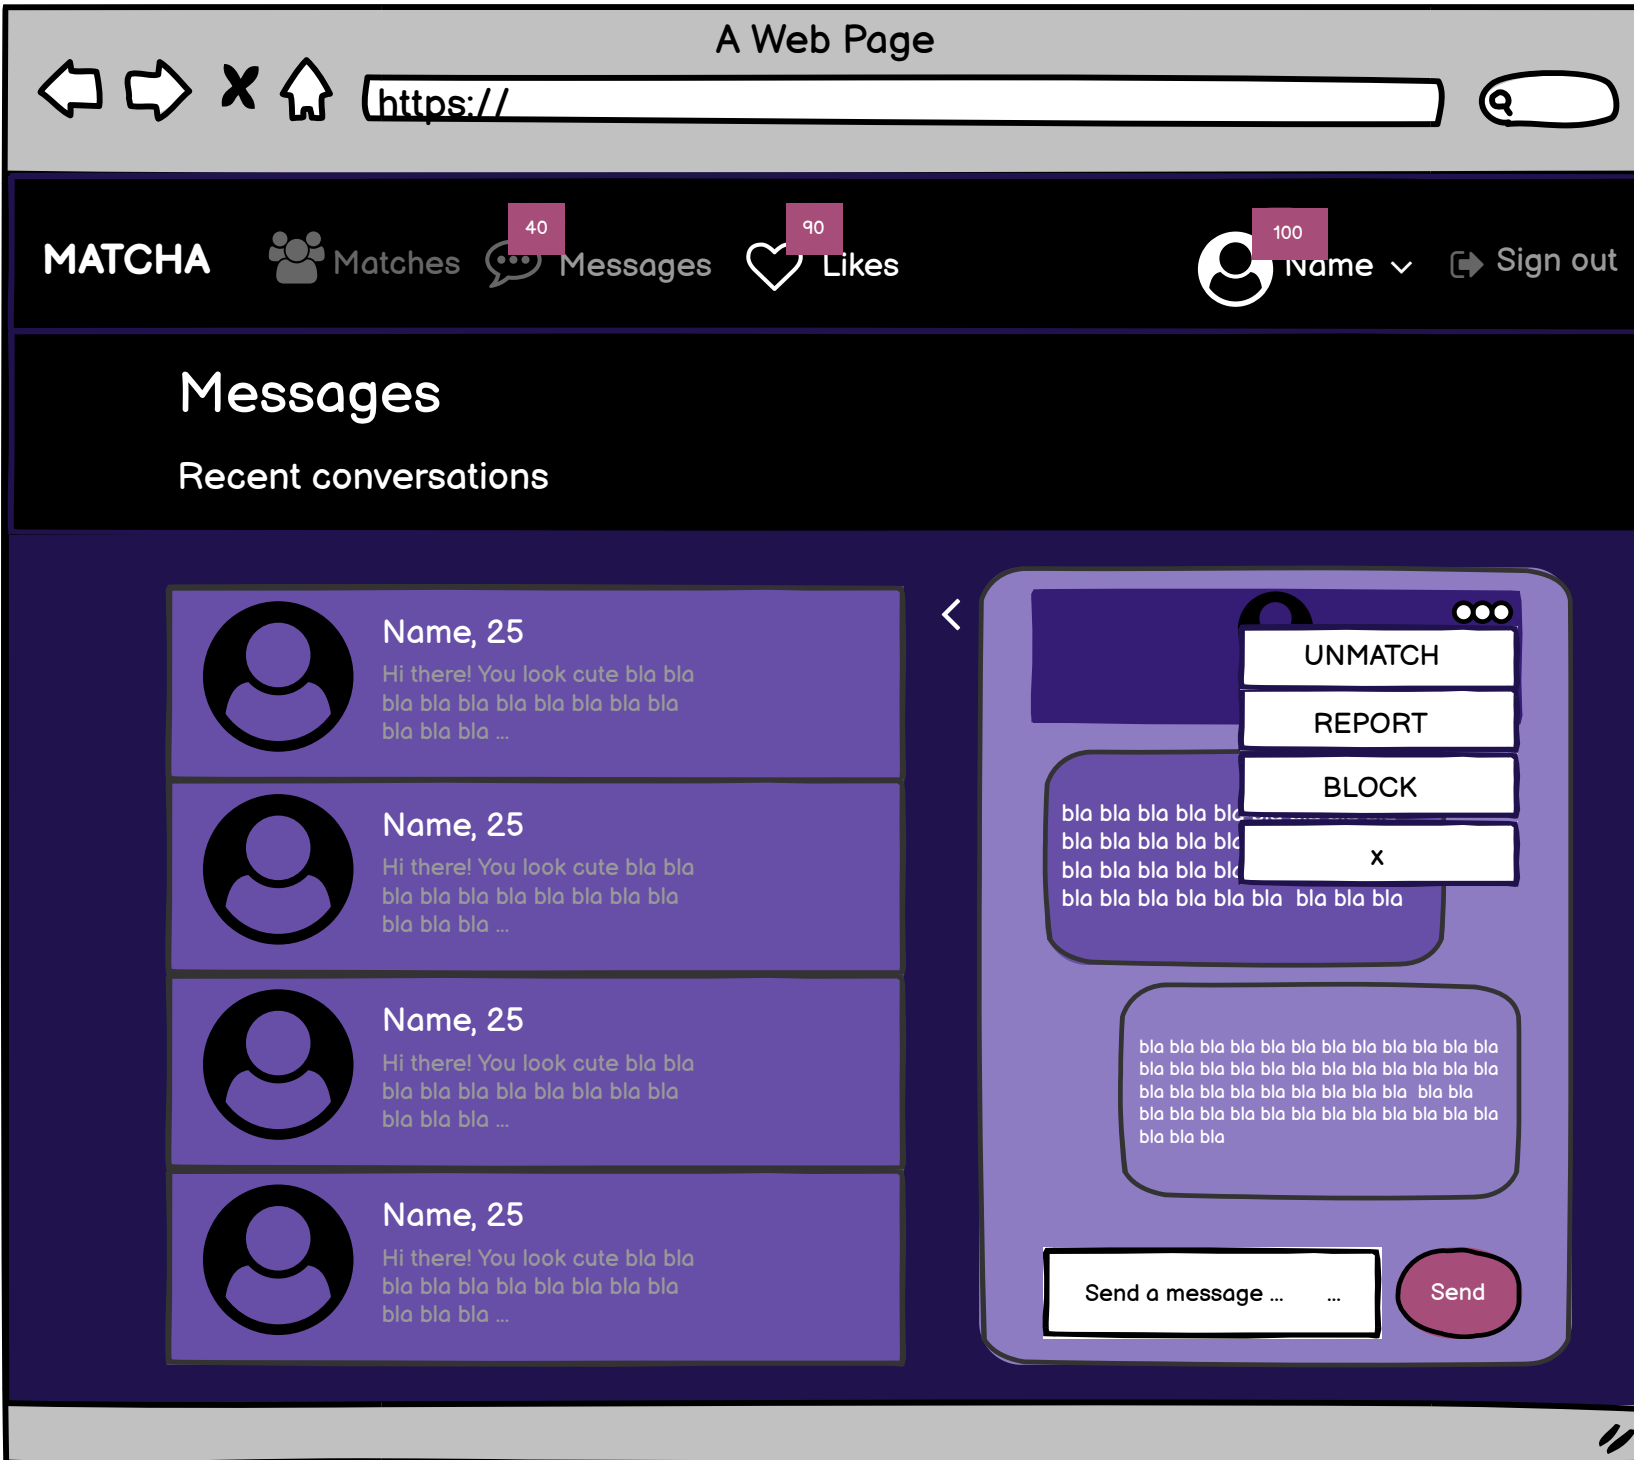 A Web Page
https://
MATCHA
Matches
40
Messages
90
Likes
100
Name
Sign out
Messages
Recent conversations
Name, 25
Hi there! You look cute bla bla
bla bla bla bla bla bla bla bla
bla bla bla ...
Name, 25
Hi there! You look cute bla bla
bla bla bla bla bla bla bla bla
bla bla bla ...
Name, 25
Hi there! You look cute bla bla
bla bla bla bla bla bla bla bla
bla bla bla ...
Name, 25
Hi there! You look cute bla bla
bla bla bla bla bla bla bla bla
bla bla bla ...
UNMATCH
REPORT
BLOCK
x
bla bla bla bla bla
bla bla bla bla bla
bla bla bla bla bla
bla bla bla bla bla bla bla bla bla
bla bla bla bla bla bla bla bla bla bla bla bla
bla bla bla bla bla bla bla bla bla bla bla bla
bla bla bla bla bla bla bla bla bla bla bla
bla bla bla bla bla bla bla bla bla bla bla bla
bla bla bla
Send a message ... ...
Send